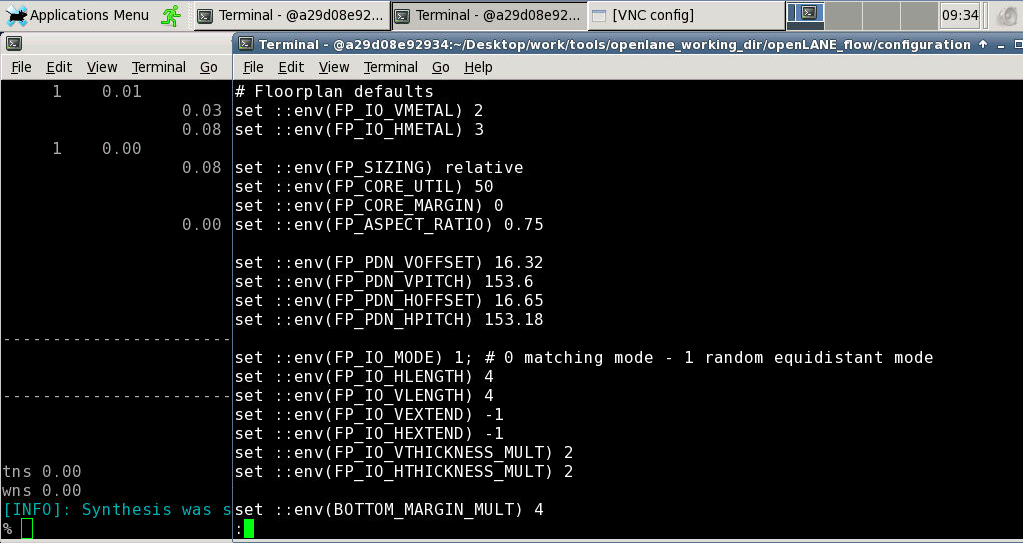 Applications Menu
Terminal - @a29d08e92...
Terminal - @a29d08e92...
[VNC config]
09:34
Terminal - @a29d08e92934:~/Desktop/work/tools/openlane_working_dir/openLANE_flow/configuration
File Edit View Terminal Go
File Edit View Terminal Go Help
1 0.01
0.03
0.08
1 0.00
0.08
0.00
-----------------------
-----------------------
tns 0.00
wns 0.00
[INFO]: Synthesis was s
%
# Floorplan defaults
set ::env(FP_IO_VMETAL) 2
set ::env(FP_IO_HMETAL) 3
set ::env(FP_SIZING) relative
set ::env(FP_CORE_UTIL) 50
set ::env(FP_CORE_MARGIN) 0
set ::env(FP_ASPECT_RATIO) 0.75
set ::env(FP_PDN_VOFFSET) 16.32
set ::env(FP_PDN_VPITCH) 153.6
set ::env(FP_PDN_HOFFSET) 16.65
set ::env(FP_PDN_HPITCH) 153.18
set ::env(FP_IO_MODE) 1; # 0 matching mode - 1 random equidistant mode
set ::env(FP_IO_HLENGTH) 4
set ::env(FP_IO_VLENGTH) 4
set ::env(FP_IO_VEXTEND) -1
set ::env(FP_IO_HEXTEND) -1
set ::env(FP_IO_VTHICKNESS_MULT) 2
set ::env(FP_IO_HTHICKNESS_MULT) 2
set ::env(BOTTOM_MARGIN_MULT) 4
: